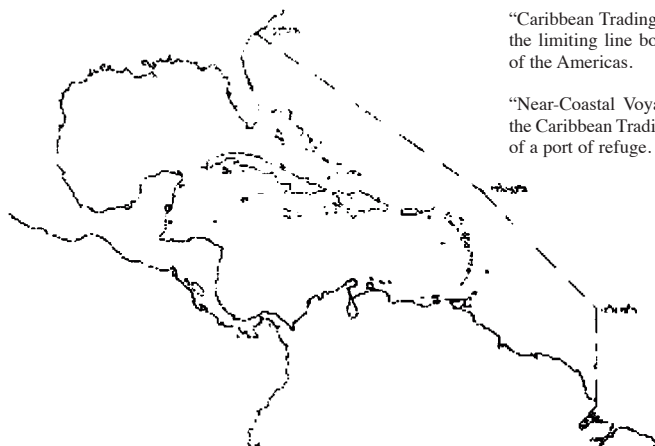 “Caribbean Trading
the limiting line bo
of the Americas.
“Near-Coastal Voya
the Caribbean Tradi
of a port of refuge.